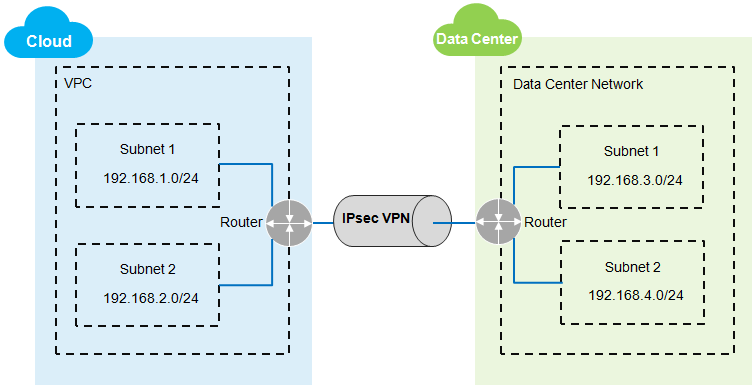 Cloud
VPC
Subnet 1
192.168.1.0/24
Router
Subnet 2
192.168.2.0/24
IPsec VPN
Data Center
Data Center Network
Subnet 1
192.168.3.0/24
Router
Subnet 2
192.168.4.0/24